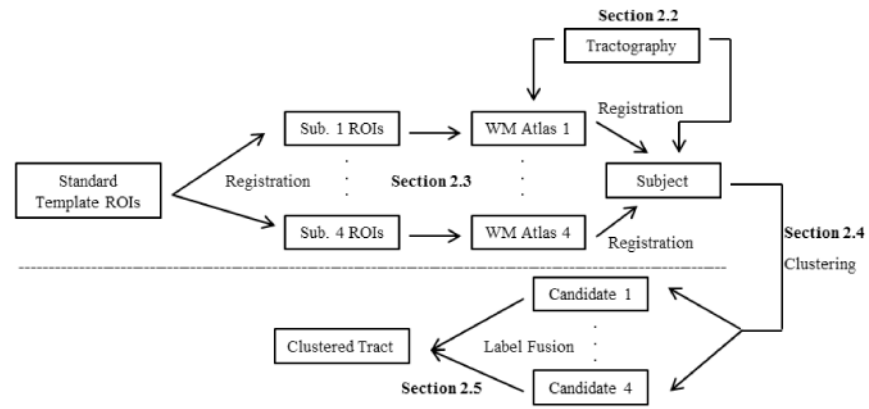 Section 2.2
Tractography
Registration
Sub. 1 ROIs
WM Atlas 1
Standard
Template ROIs
Registration
Section 2.3
Subject
Sub. 4 ROIs
WM Atlas 4
Registration
Section 2.4
Clustering
Candidate 1
Clustered Tract
Label Fusion
Section 2.5
Candidate 4